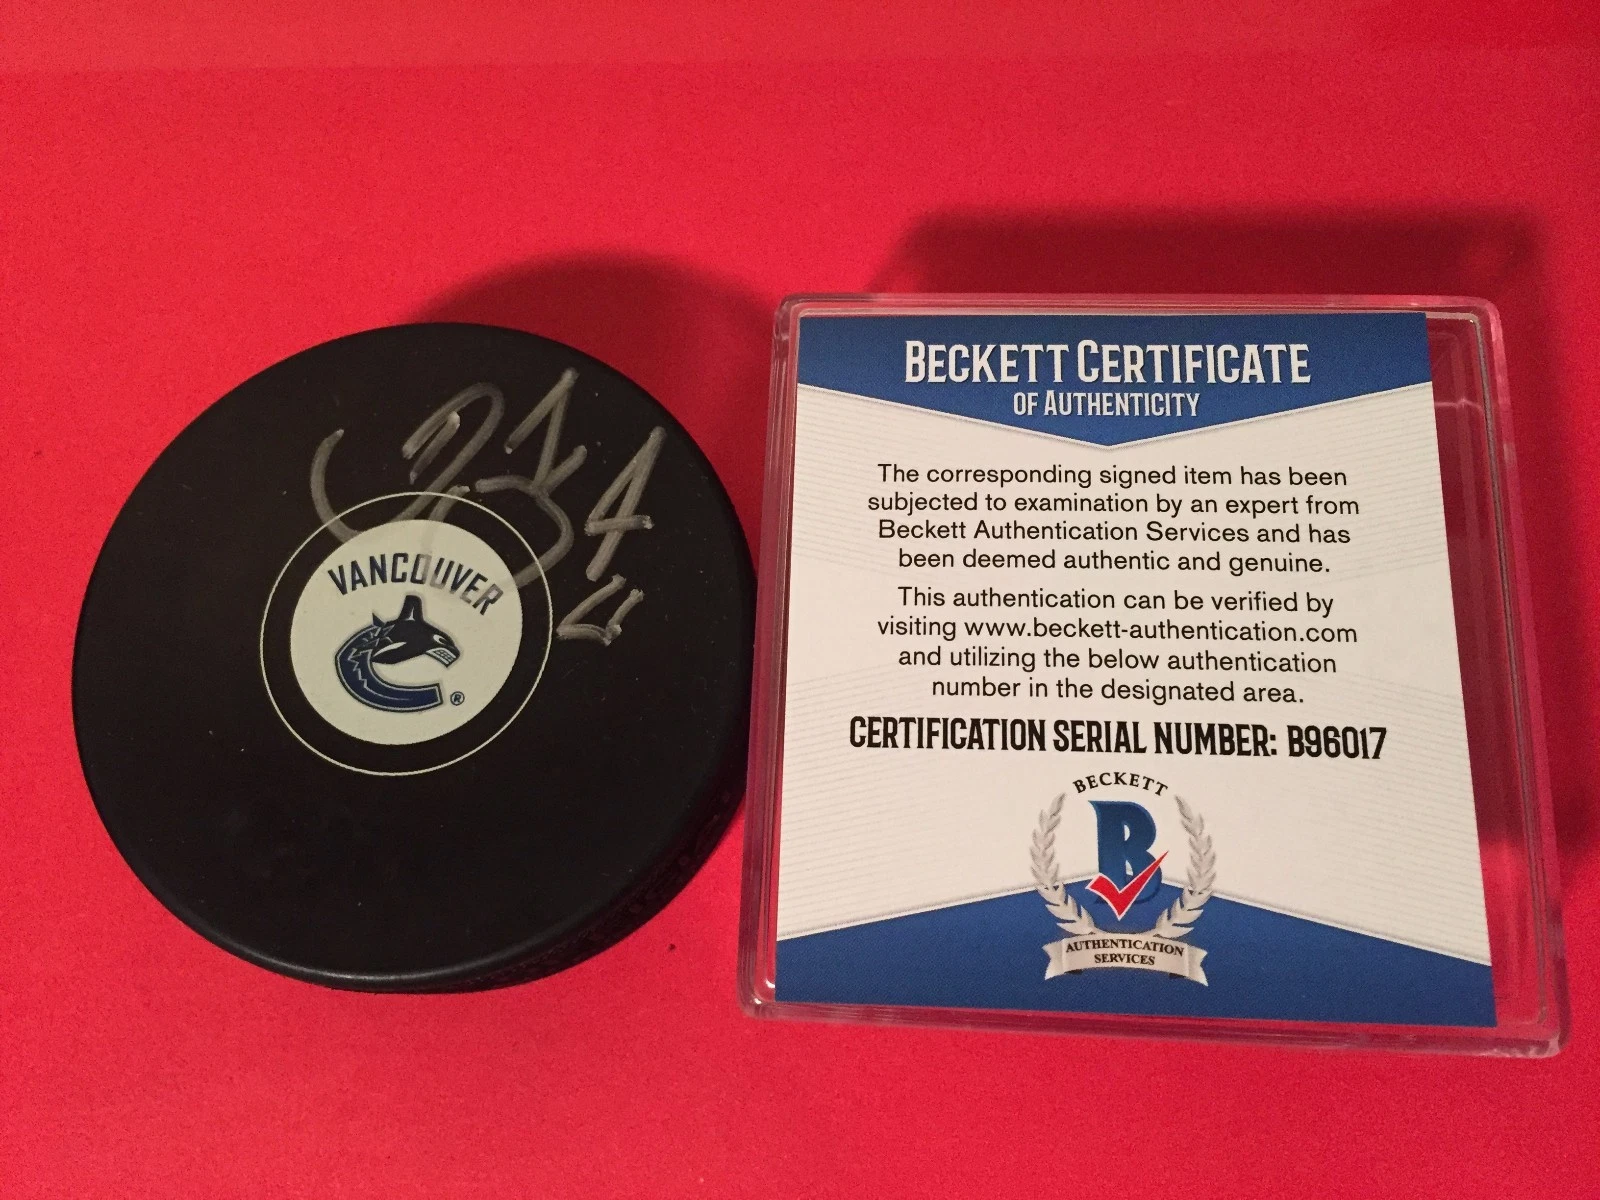 VANCOUVER
®
BECKETT CERTIFICATE
OF AUTHENTICITY
The corresponding signed item has been
subjected to examination by an expert from
Beckett Authentication Services and has
been deemed authentic and genuine.
This authentication can be verified by
visiting www.beckett-authentication.com
and utilizing the below authentication
number in the designated area.
CERTIFICATION SERIAL NUMBER: B96017
BECKETT
B
AUTHENTICATION
SERVICES